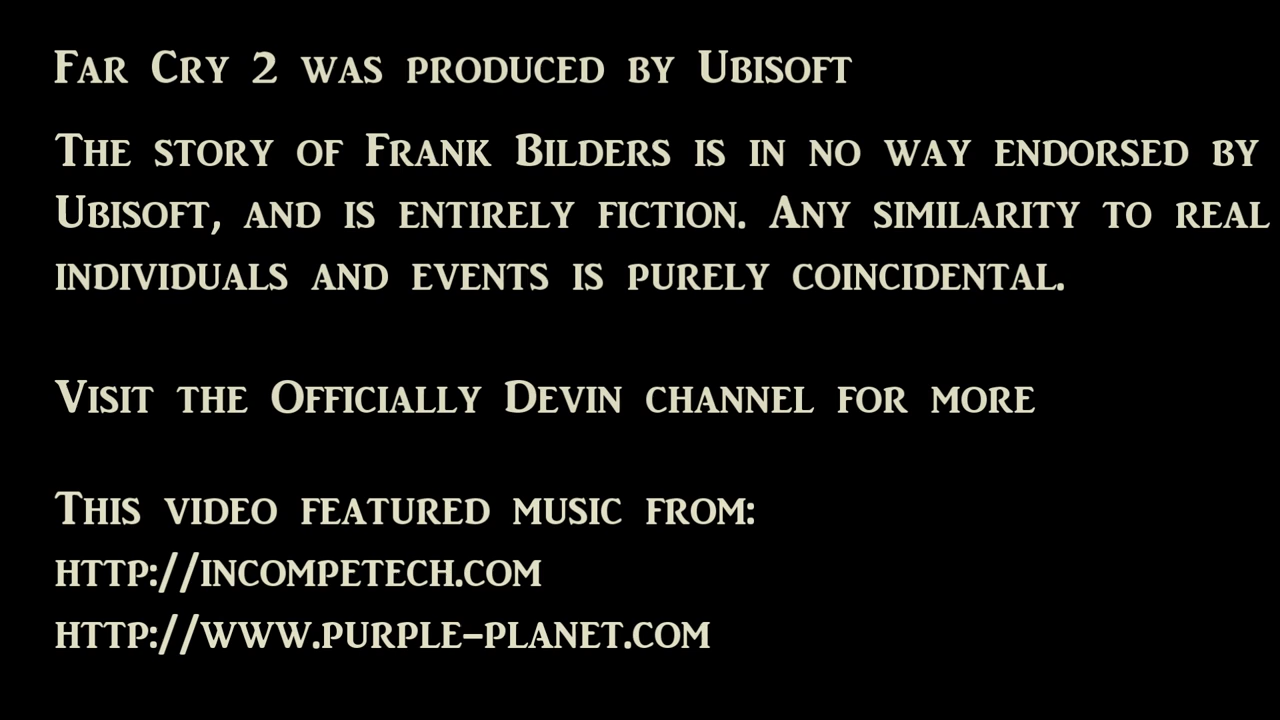 Far Cry 2 was produced by Ubisoft
The story of Frank Bilders is in no way endorsed by
Ubisoft, and is entirely fiction. Any similarity to real
individuals and events is purely coincidental.
Visit the Officially Devin channel for more
This video featured music from:
http://incompetech.com
http://www.purple-planet.com